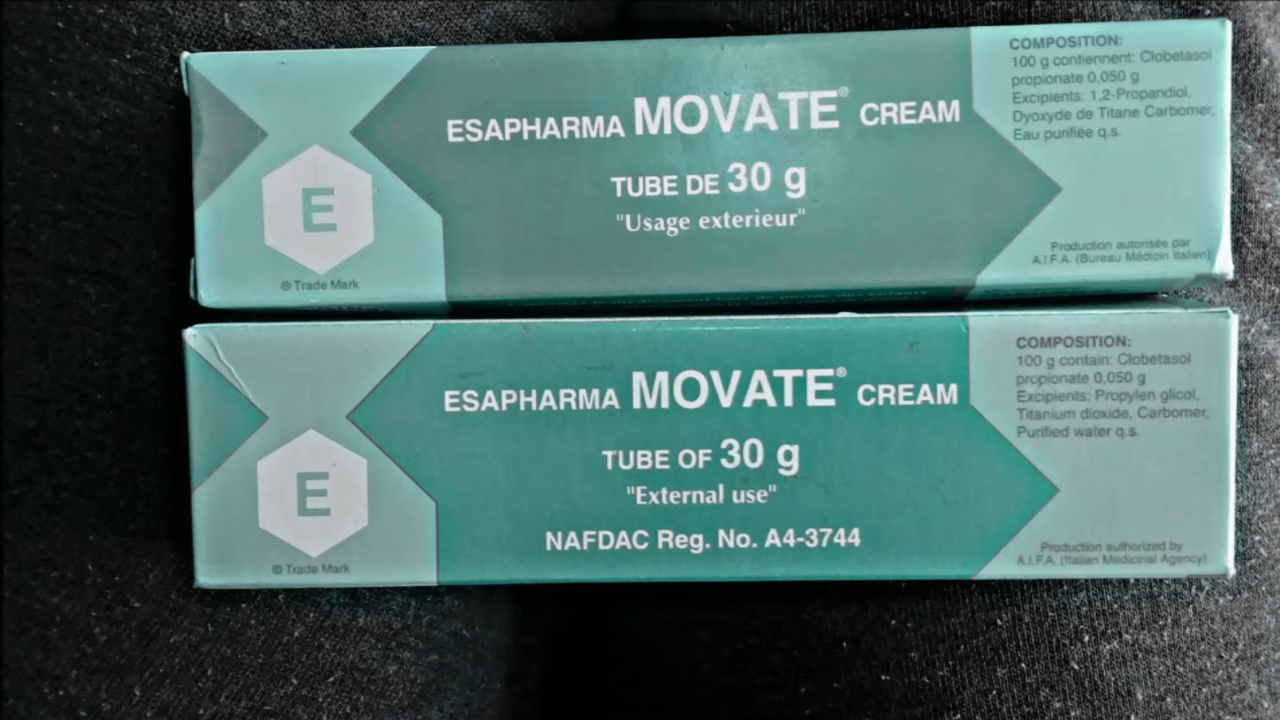 ESAPHARMA MOVATE® CREAM
TUBE DE 30 g
"Usage exterieur"
E
® Trade Mark
COMPOSITION:
100 g contiennent: Clobetasol
propionate 0,050 g
Excipients: 1,2-Propandiol,
Dyoxyde de Titane Carbomer,
Eau purifiée q.s.
Production autorisée par
A.I.F.A. (Bureau Médicin Italien)
ESAPHARMA MOVATE® CREAM
TUBE OF 30 g
"External use"
NAFDAC Reg. No. A4-3744
E
® Trade Mark
COMPOSITION:
100 g contain: Clobetasol
propionate 0,050 g
Excipients: Propylen glicol,
Titanium dioxide, Carbomer,
Purified water q.s.
Production authorized by
A.I.F.A. (Italian Medicinal Agency)